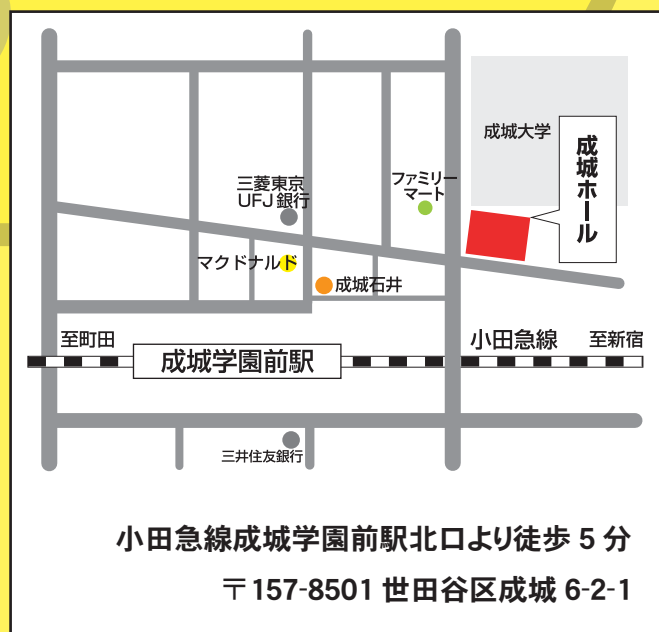 成城大学
成城ホール
三菱東京
UFJ 銀行
ファミリー
マート
マクドナルド
成城石井
至町田
成城学園前駅
小田急線
至新宿
三井住友銀行
小田急線成城学園前駅北口より徒歩 5 分
〒157-8501 世田谷区成城 6-2-1